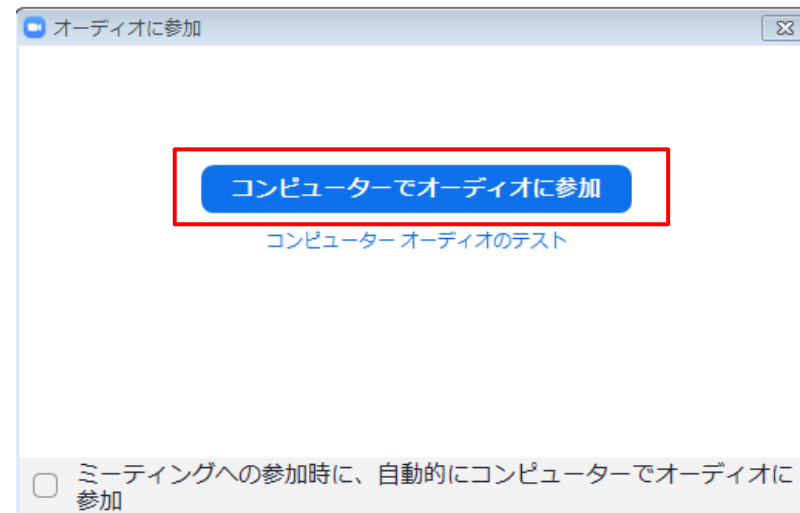 オーディオに参加
コンピューターでオーディオに参加
コンピューター オーディオのテスト
ミーティングへの参加時に、自動的にコンピューターでオーディオに
参加